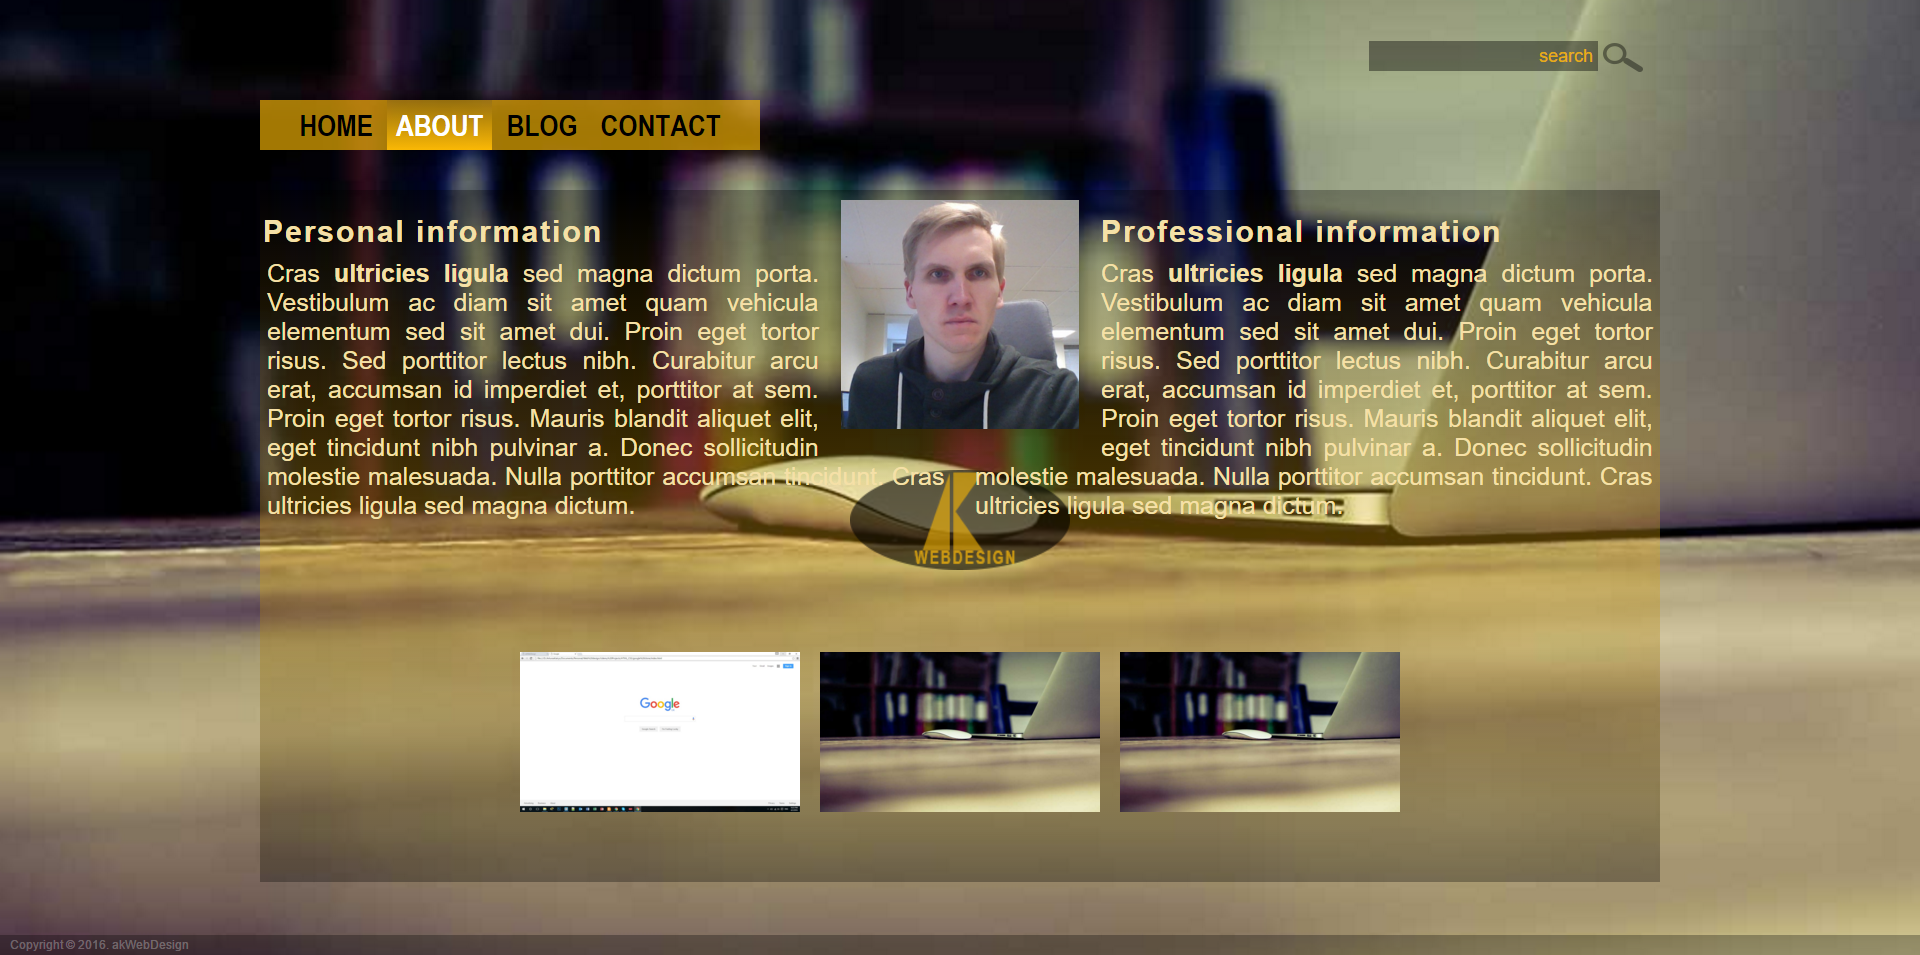 search
HOME ABOUT BLOG CONTACT
Personal information
Cras ultricies ligula sed magna dictum porta.
Vestibulum ac diam sit amet quam vehicula
elementum sed sit amet dui. Proin eget tortor
risus. Sed porttitor lectus nibh. Curabitur arcu
erat, accumsan id imperdiet et, porttitor at sem.
Proin eget tortor risus. Mauris blandit aliquet elit,
eget tincidunt nibh pulvinar a. Donec sollicitudin
molestie malesuada. Nulla porttitor accumsan tincidunt. Cras
ultricies ligula sed magna dictum.
Professional information
Cras ultricies ligula sed magna dictum porta.
Vestibulum ac diam sit amet quam vehicula
elementum sed sit amet dui. Proin eget tortor
risus. Sed porttitor lectus nibh. Curabitur arcu
erat, accumsan id imperdiet et, porttitor at sem.
Proin eget tortor risus. Mauris blandit aliquet elit,
eget tincidunt nibh pulvinar a. Donec sollicitudin
molestie malesuada. Nulla porttitor accumsan tincidunt. Cras
ultricies ligula sed magna dictum.
K
WEBDESIGN
Google
Copyright © 2016. akWebDesign